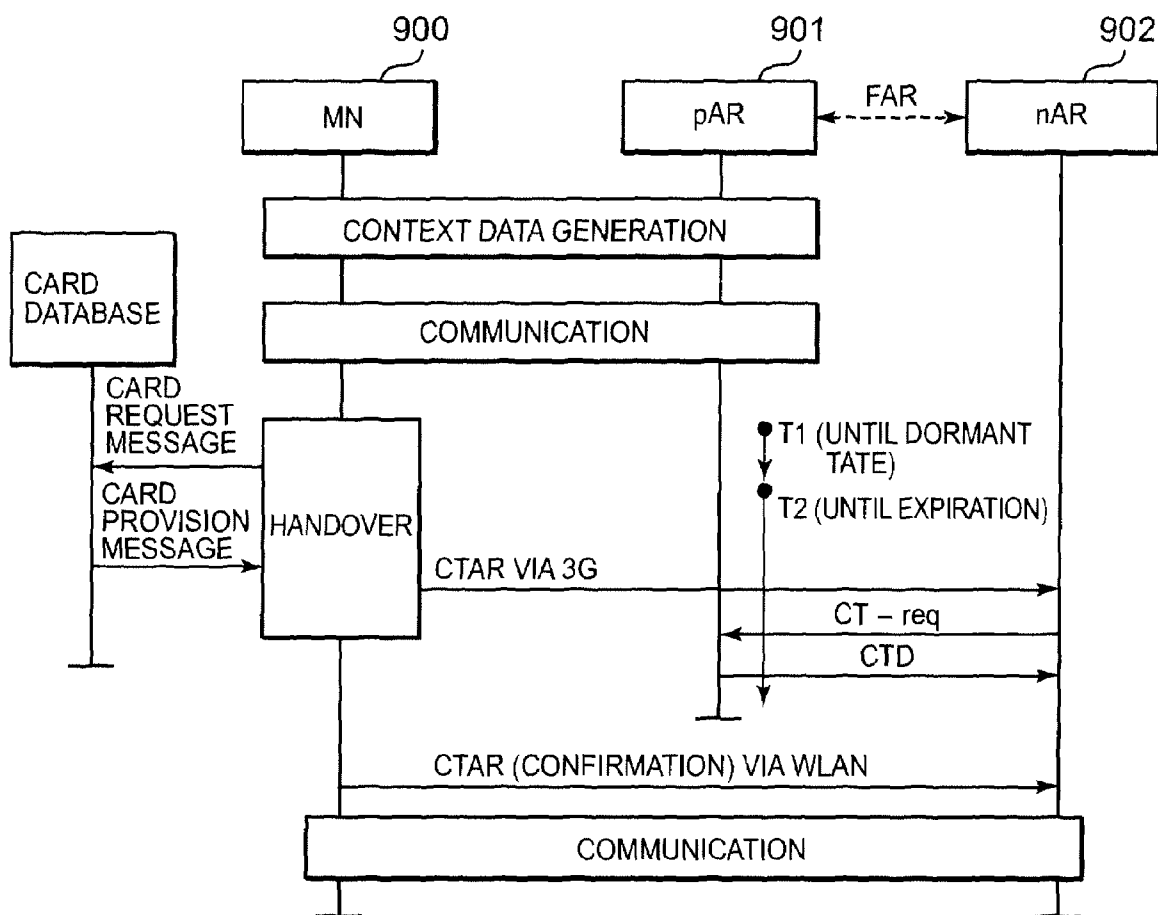 900
901
902
MN
pAR
FAR
nAR
CONTEXT DATA GENERATION
CARD
DATABASE
COMMUNICATION
CARD
REQUEST
MESSAGE
T1 (UNTIL DORMANT
TATE)
CARD
PROVISION
MESSAGE
HANDOVER
T2 (UNTIL EXPIRATION)
CTAR VIA 3G
CT – req
CTD
CTAR (CONFIRMATION) VIA WLAN
COMMUNICATION